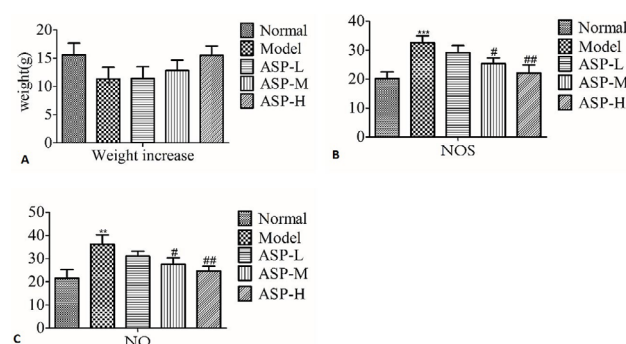 20
15
10
5
0
weight(g)
Weight increase
A
Normal
Model
ASP-L
ASP-M
ASP-H
40
30
20
10
0
***
#
##
NOS
B
Normal
Model
ASP-L
ASP-M
ASP-H
50
40
30
20
10
0
**
#
##
NO
C
Normal
Model
ASP-L
ASP-M
ASP-H